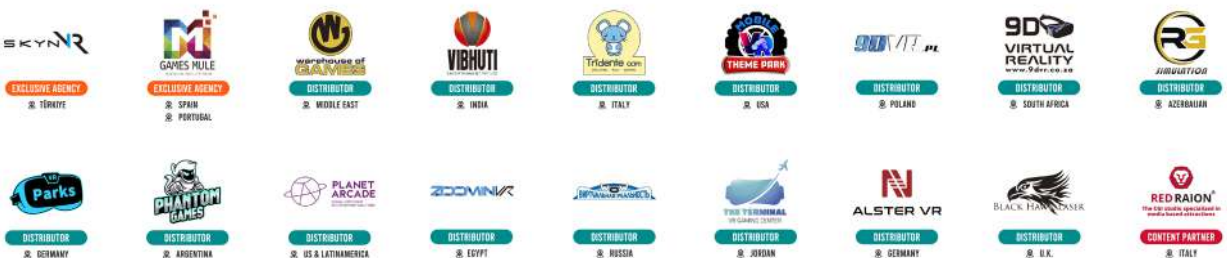 SKYNVR
EXCLUSIVE AGENCY
TÜRKİYE
GAMES MULE
EXCLUSIVE AGENCY
SPAIN
PORTUGAL
warehouse of
GAMES
DISTRIBUTOR
MIDDLE EAST
VIBHUTI
DISTRIBUTOR
INDIA
Tridente com
DISTRIBUTOR
ITALY
MOBILE
VR
THEME PARK
DISTRIBUTOR
USA
9DVR.PL
DISTRIBUTOR
POLAND
9D
VIRTUAL
REALITY
www.9dvr.co.za
DISTRIBUTOR
SOUTH AFRICA
RG
SIMULATION
DISTRIBUTOR
AZERBAIJAN
VR
Parks
DISTRIBUTOR
GERMANY
PHANTOM
GAMES
DISTRIBUTOR
ARGENTINA
PLANET
ARCADE
DISTRIBUTOR
US & LATINAMERICA
ZOOMINVR
DISTRIBUTOR
EGYPT
DISTRIBUTOR
RUSSIA
THE TERMINAL
VR GAMING CENTER
DISTRIBUTOR
JORDAN
ALSTER VR
DISTRIBUTOR
GERMANY
BLACK HAWK LASER
DISTRIBUTOR
U.K.
RED RAION
The CGI studio specialized in
media based attractions
CONTENT PARTNER
ITALY